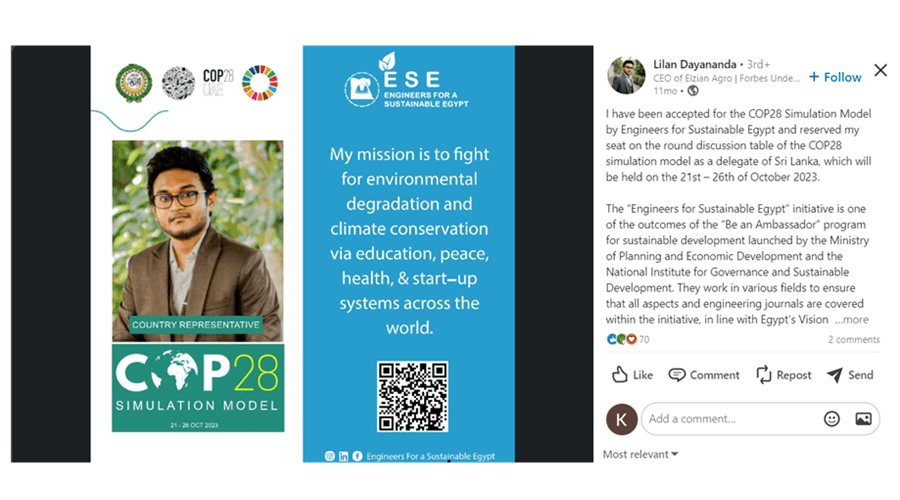 COP28
UAE
COUNTRY REPRESENTATIVE
COP28
SIMULATION MODEL
21 - 26 OCT 2023
ESE
ENGINEERS FOR A
SUSTAINABLE EGYPT
My mission is to fight
for environmental
degradation and
climate conservation
via education, peace,
health, & start-up
systems across the
world.
Engineers For a Sustainable Egypt
Lilan Dayananda • 3rd+
CEO of Elzian Agro | Forbes Unde...
11mo •
+ Follow
I have been accepted for the COP28 Simulation Model
by Engineers for Sustainable Egypt and reserved my
seat on the round discussion table of the COP28
simulation model as a delegate of Sri Lanka, which will
be held on the 21st – 26th of October 2023.
The “Engineers for Sustainable Egypt” initiative is one
of the outcomes of the “Be an Ambassador” program
for sustainable development launched by the Ministry
of Planning and Economic Development and the
National Institute for Governance and Sustainable
Development. They work in various fields to ensure
that all aspects and engineering journals are covered
within the initiative, in line with Egypt's Vision ...more
70
2 comments
Like
Comment
Repost
Send
K
Add a comment...
Most relevant